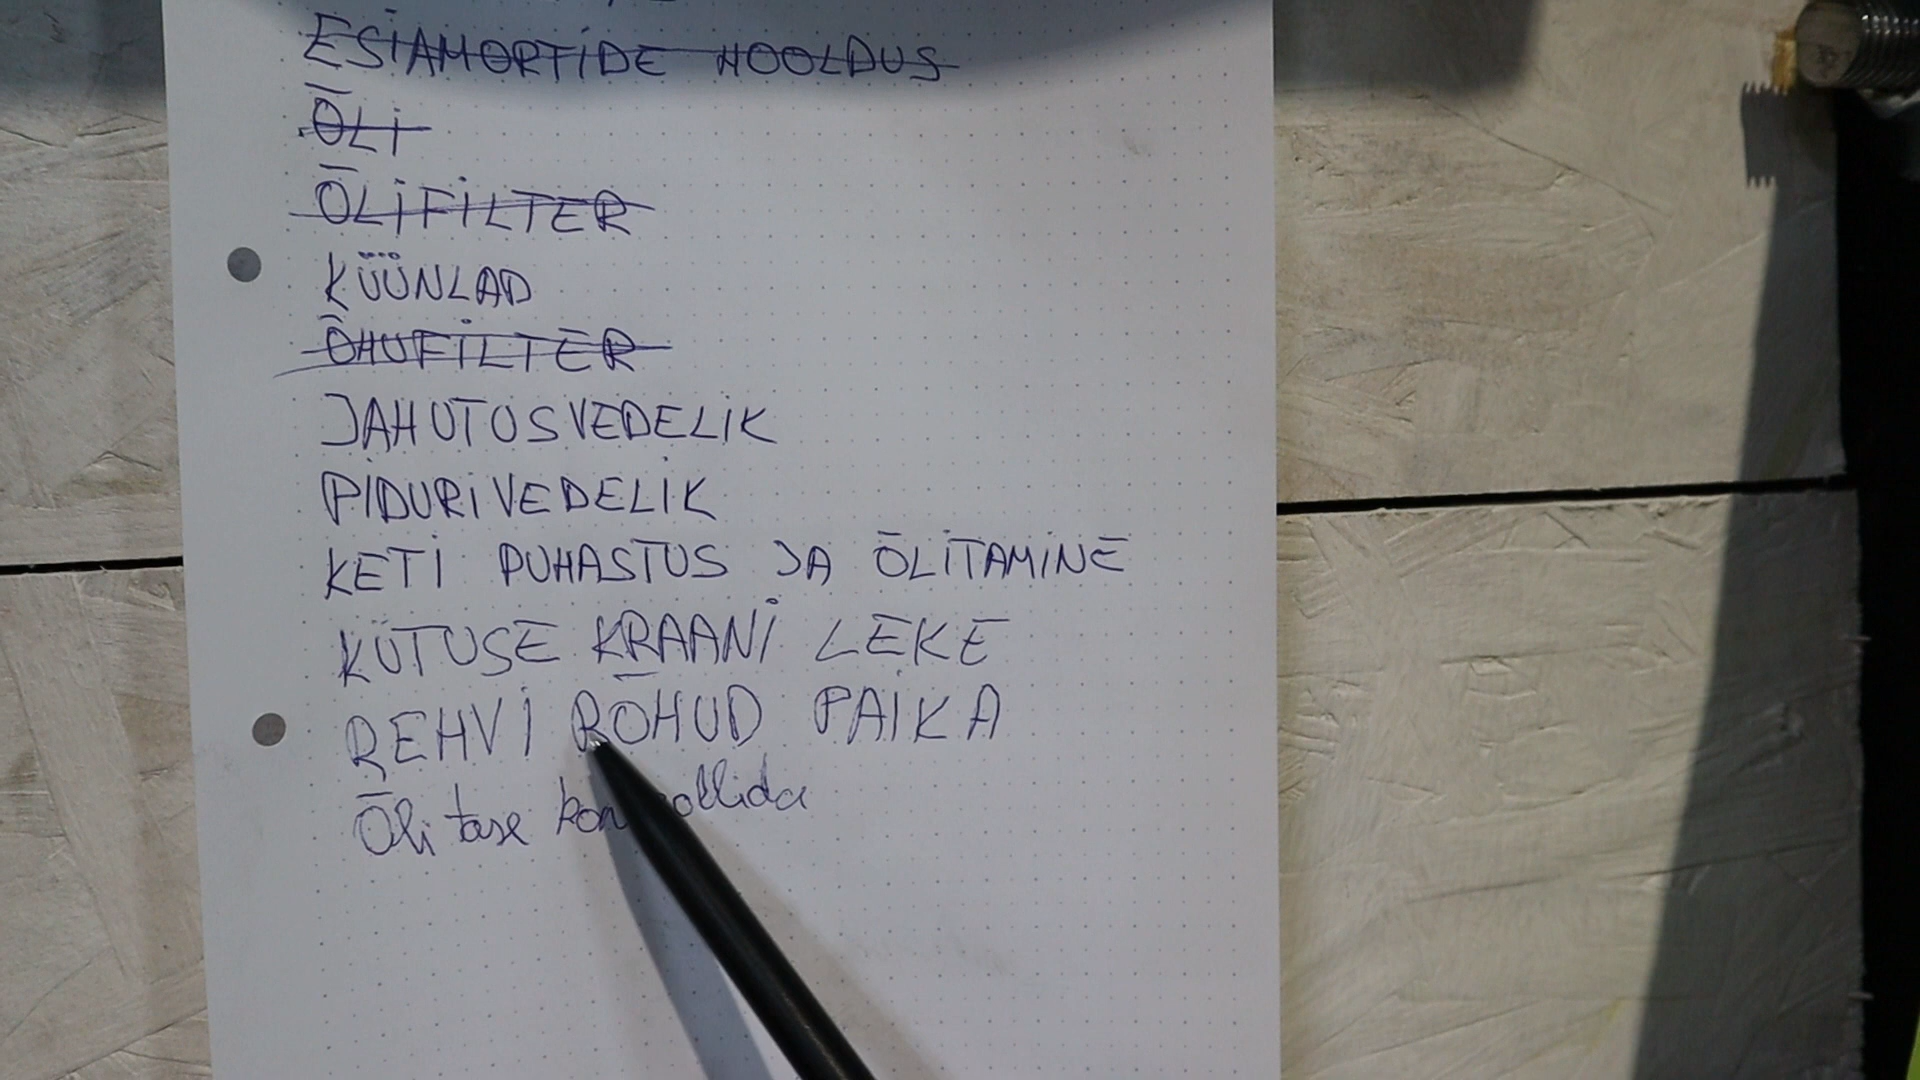 ESIAMORTIDE HOOLDUS
ÕLI
ÕLIFILTER
KÜÜNLAD
ÕHUFILTER
JAHUTUSVEDELIK
PIDURIVEDELIK
KETI PUHASTUS JA ÕLITAMINE
KÜTUSE KRAANI LEKE
REHVI RÕHUD PAIKA
Õli tase kontrollida